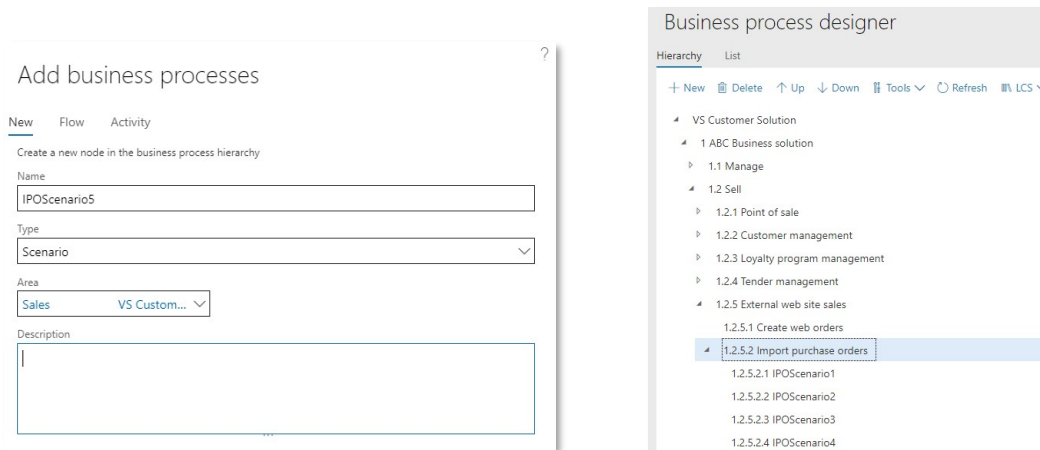 ?
Add business processes
New Flow Activity
Create a new node in the business process hierarchy
Name
IPOScenario5
Type
Scenario
Area
Sales VS Custom...
Description
...
Business process designer
Hierarchy List
+ New Delete ↑ Up ↓ Down Tools Refresh LCS
VS Customer Solution
1 ABC Business solution
1.1 Manage
1.2 Sell
1.2.1 Point of sale
1.2.2 Customer management
1.2.3 Loyalty program management
1.2.4 Tender management
1.2.5 External web site sales
1.2.5.1 Create web orders
1.2.5.2 Import purchase orders
1.2.5.2.1 IPOScenario1
1.2.5.2.2 IPOScenario2
1.2.5.2.3 IPOScenario3
1.2.5.2.4 IPOScenario4